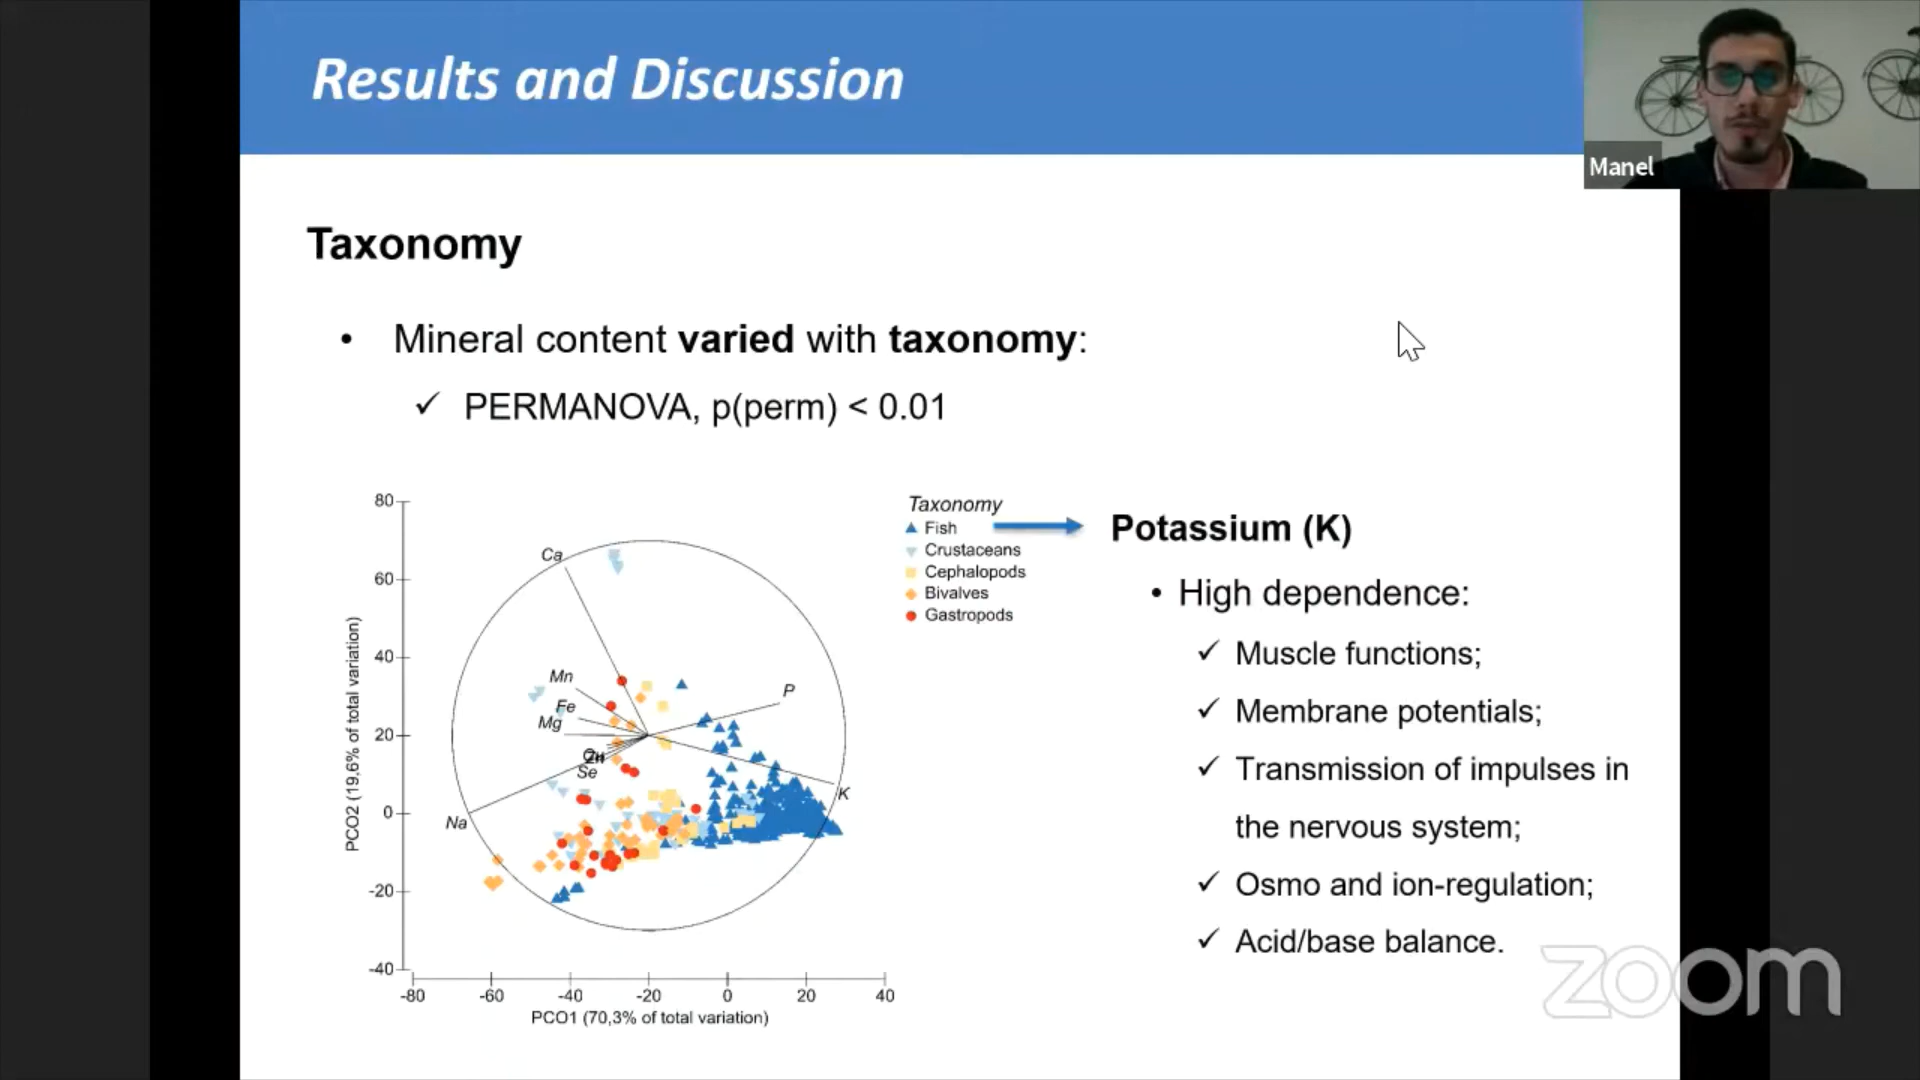 Results and Discussion
Manel
Taxonomy
• Mineral content varied with taxonomy:
✓ PERMANOVA, p(perm) < 0.01
80
60
40
20
0
-20
-40
PCO2 (19,6% of total variation)
-80
-60
-40
-20
0
20
40
PCO1 (70,3% of total variation)
Ca
Mn
Fe
Mg
Se
Na
P
K
Taxonomy
Fish
Crustaceans
Cephalopods
Bivalves
Gastropods
Potassium (K)
• High dependence:
✓ Muscle functions;
✓ Membrane potentials;
✓ Transmission of impulses in
the nervous system;
✓ Osmo and ion-regulation;
✓ Acid/base balance.
zoom